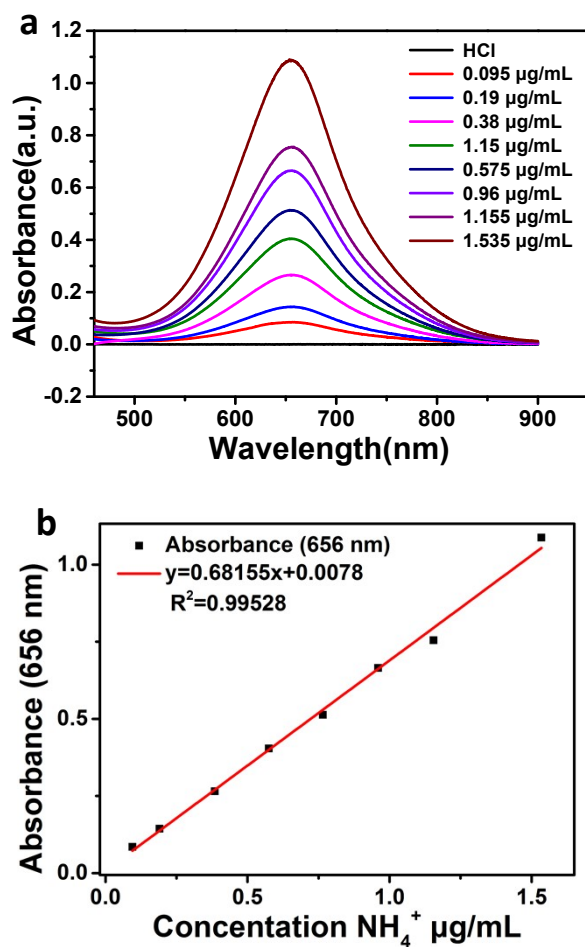 a
1.2
1.0
0.8
0.6
0.4
0.2
0.0
-0.2
Absorbance(a.u.)
HCl
0.095 µg/mL
0.19 µg/mL
0.38 µg/mL
1.15 µg/mL
0.575 µg/mL
0.96 µg/mL
1.155 µg/mL
1.535 µg/mL
500 600 700 800 900
Wavelength(nm)
b
Absorbance (656 nm)
y=0.68155x+0.0078
R²=0.99528
1.0
0.5
0.0
Absorbance (656 nm)
0.0 0.5 1.0 1.5
Concentation NH₄⁺ µg/mL